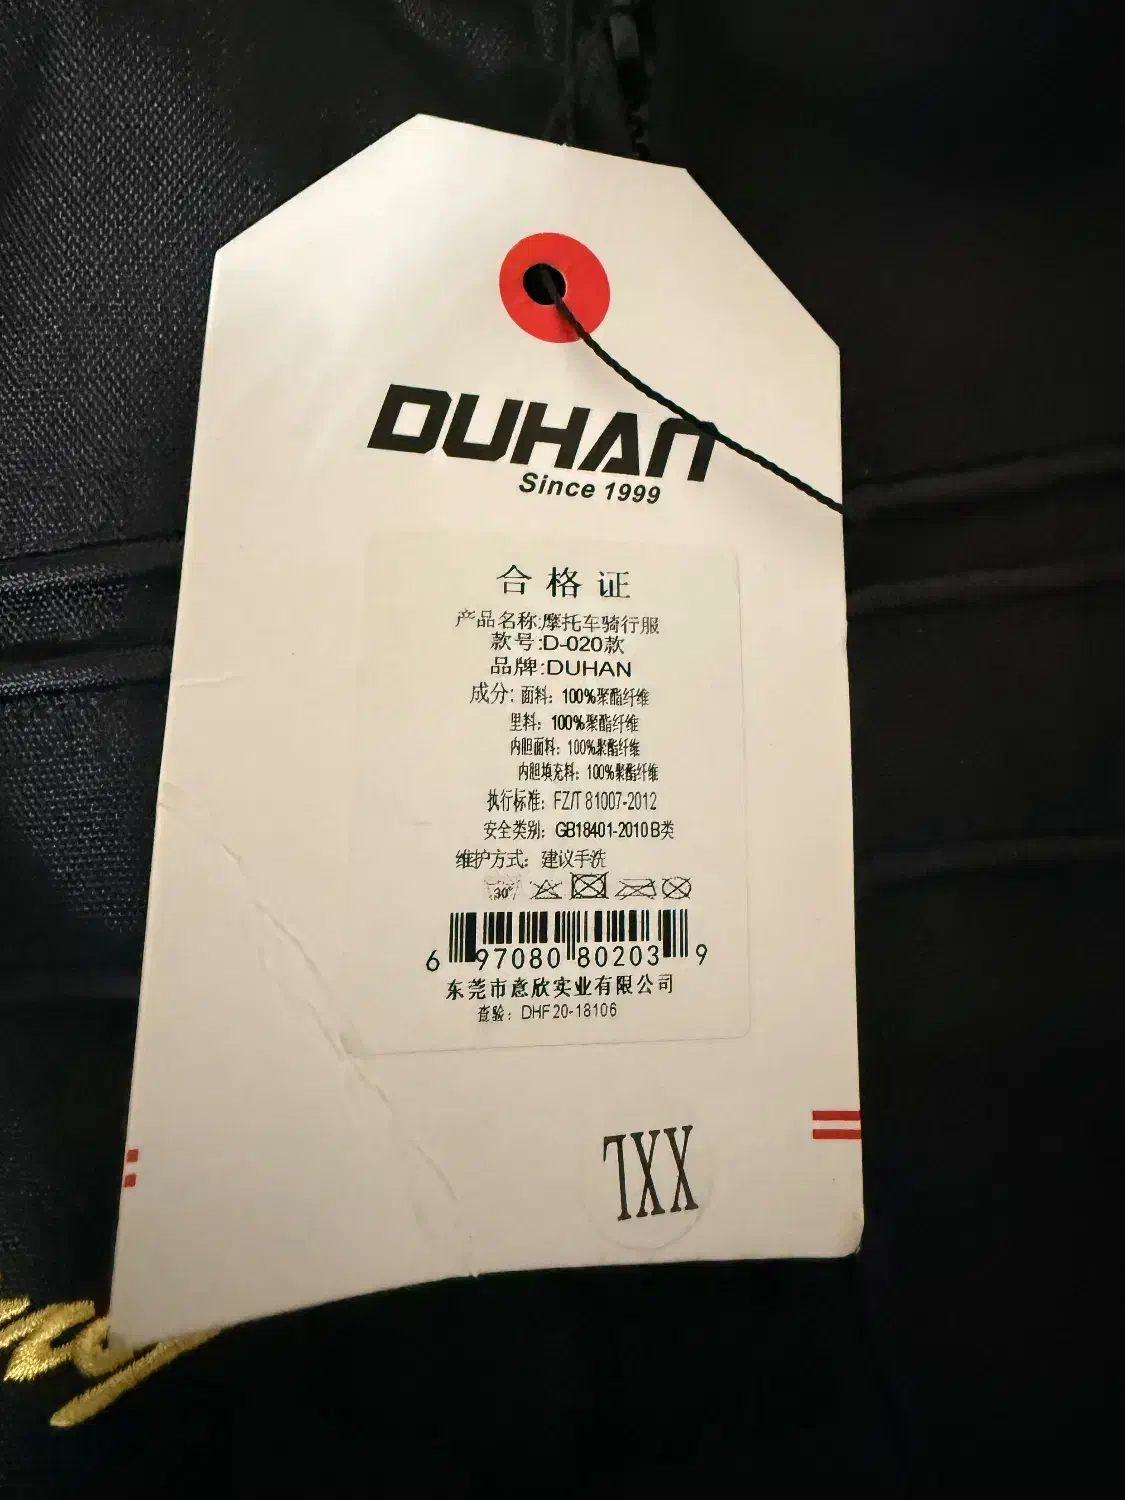 DUHAN
Since 1999
合格证
产品名称:摩托车骑行服
款号:D-020款
品牌:DUHAN
成分: 面料: 100%聚酯纤维
里料: 100%聚酯纤维
内胆面料: 100%聚酯纤维
内胆填充料: 100%聚酯纤维
执行标准: FZ/T 81007-2012
安全类别: GB18401-2010 B类
维护方式: 建议手洗
30°
6 97080 80203 9
东莞市意欣实业有限公司
查验: DHF 20-18106
XXL